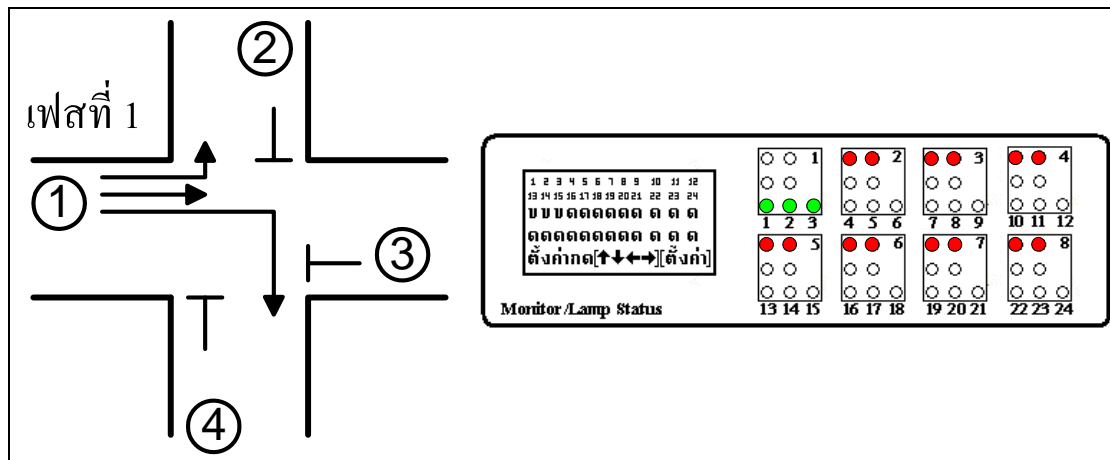 เฟสที่ 1
①
②
③
④
1 2 3 4 5 6 7 8 9 10 11 12
13 14 15 16 17 18 19 20 21 22 23 24
ขขขดดดดดด ด ด ด
ดดดดดดดดด ด ด ด
ตั้งค่ากด[↑↓←→][ตั้งค่า]
Monitor/Lamp Status
1 2 3 4
1 2 3 4 5 6 7 8 9 10 11 12
5 6 7 8
13 14 15 16 17 18 19 20 21 22 23 24